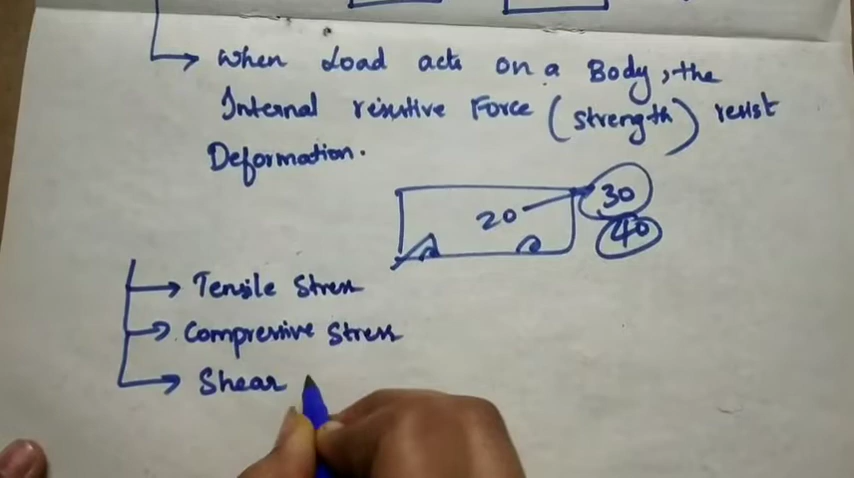 When Load acts on a Body, the
Internal resistive Force (strength) resist
Deformation.
20 30
40
Tensile Stress
Compressive Stress
Shear